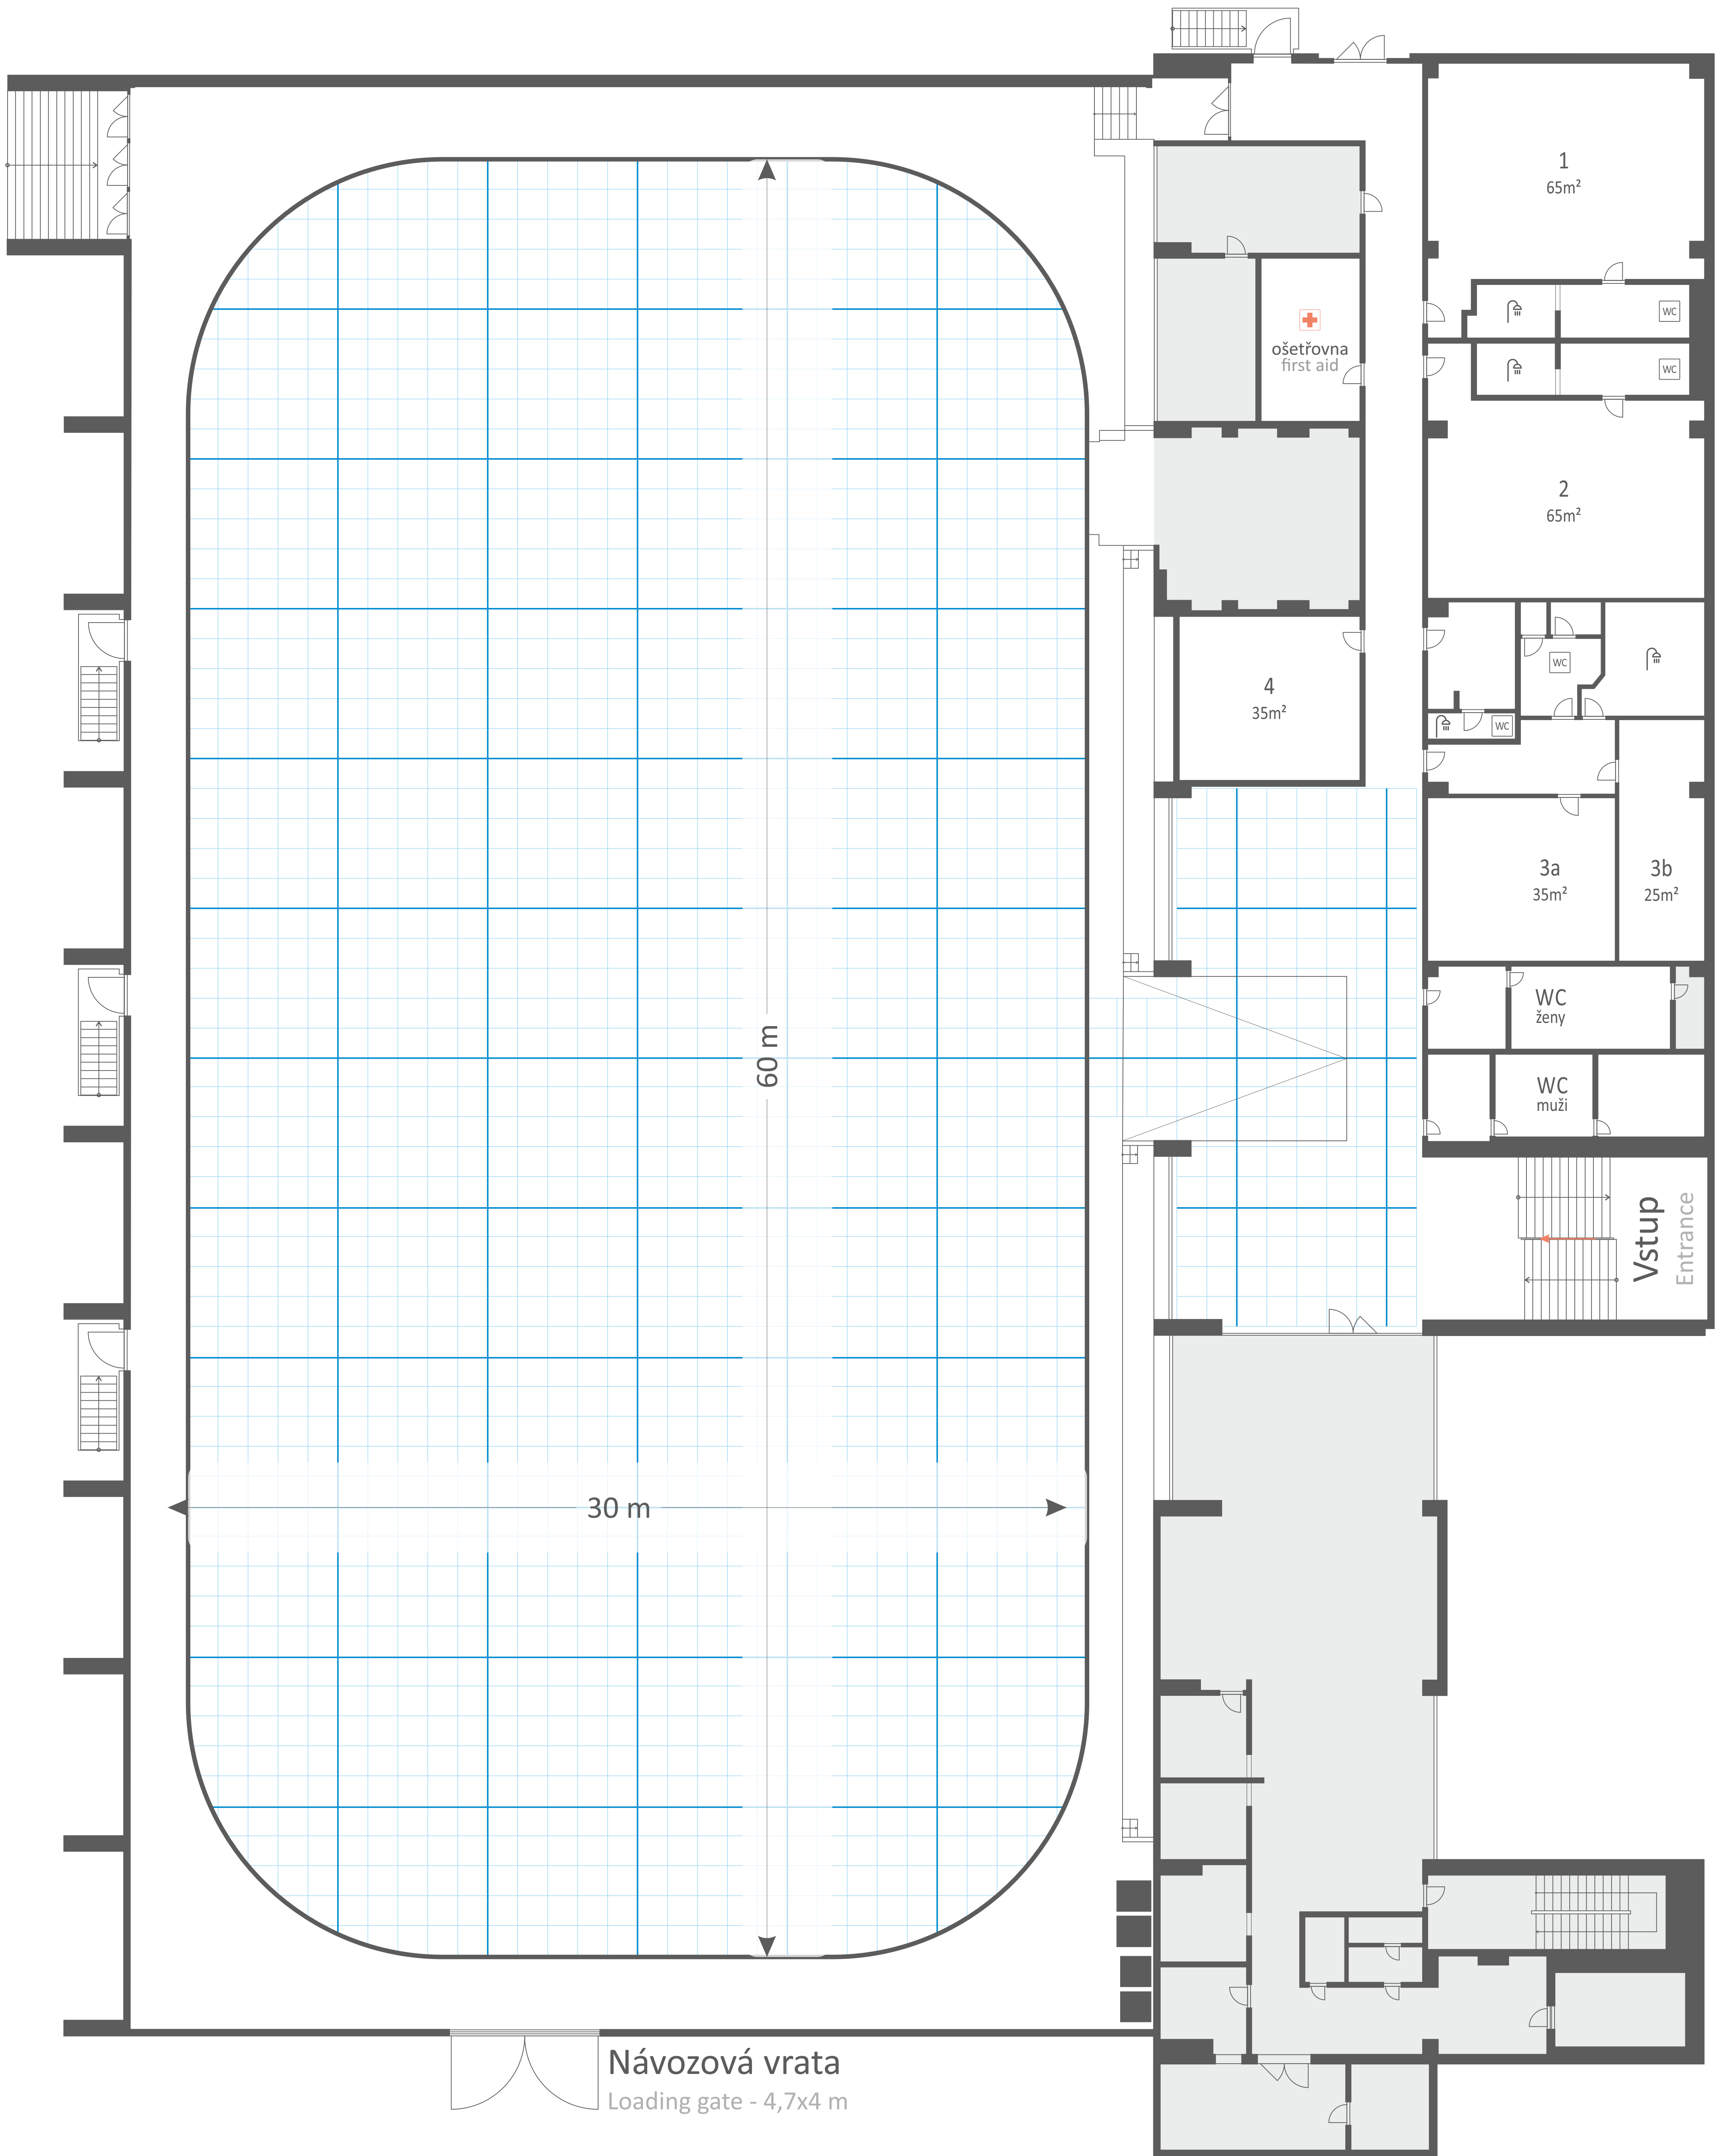 1
65m²
WC
WC
ošetřovna
first aid
2
65m²
WC
4
35m²
WC
3a
35m²
3b
25m²
WC
ženy
60 m
WC
muži
Vstup
Entrance
30 m
Návozová vrata
Loading gate - 4,7x4 m